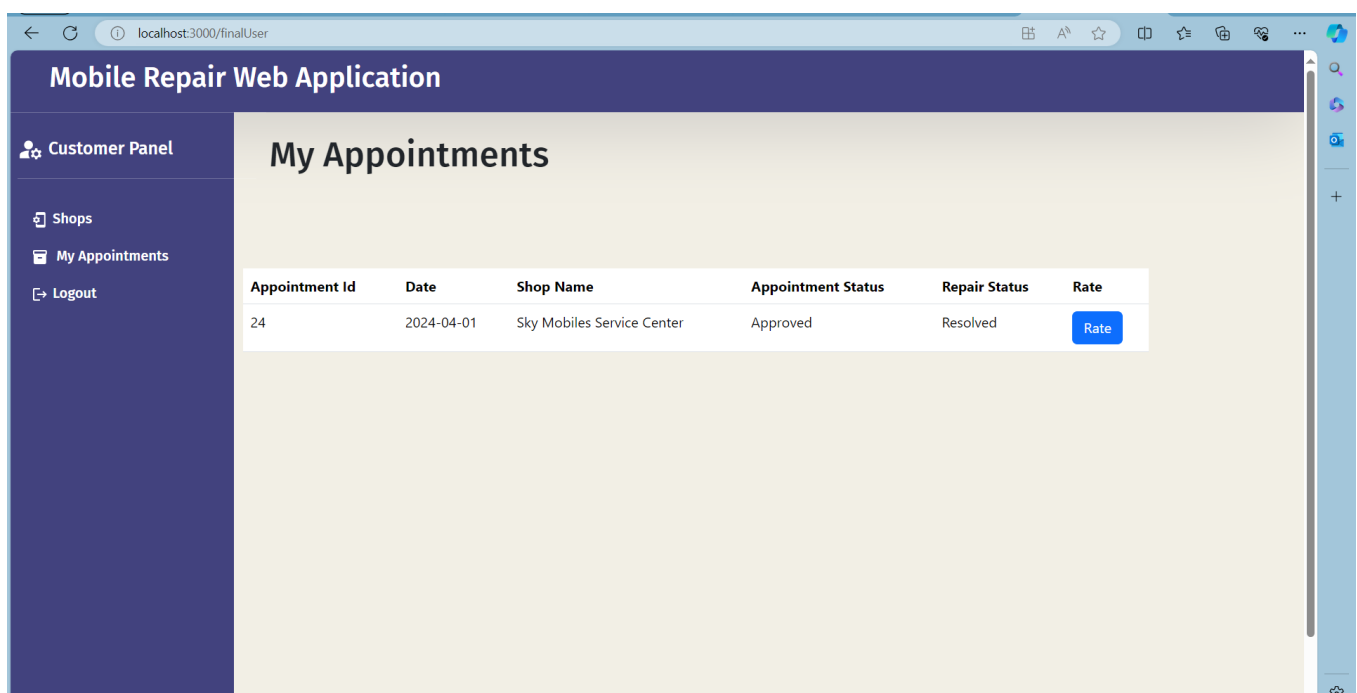 localhost:3000/finalUser
Mobile Repair Web Application
Customer Panel
Shops
My Appointments
Logout
My Appointments
Appointment Id Date Shop Name Appointment Status Repair Status Rate
24 2024-04-01 Sky Mobiles Service Center Approved Resolved Rate